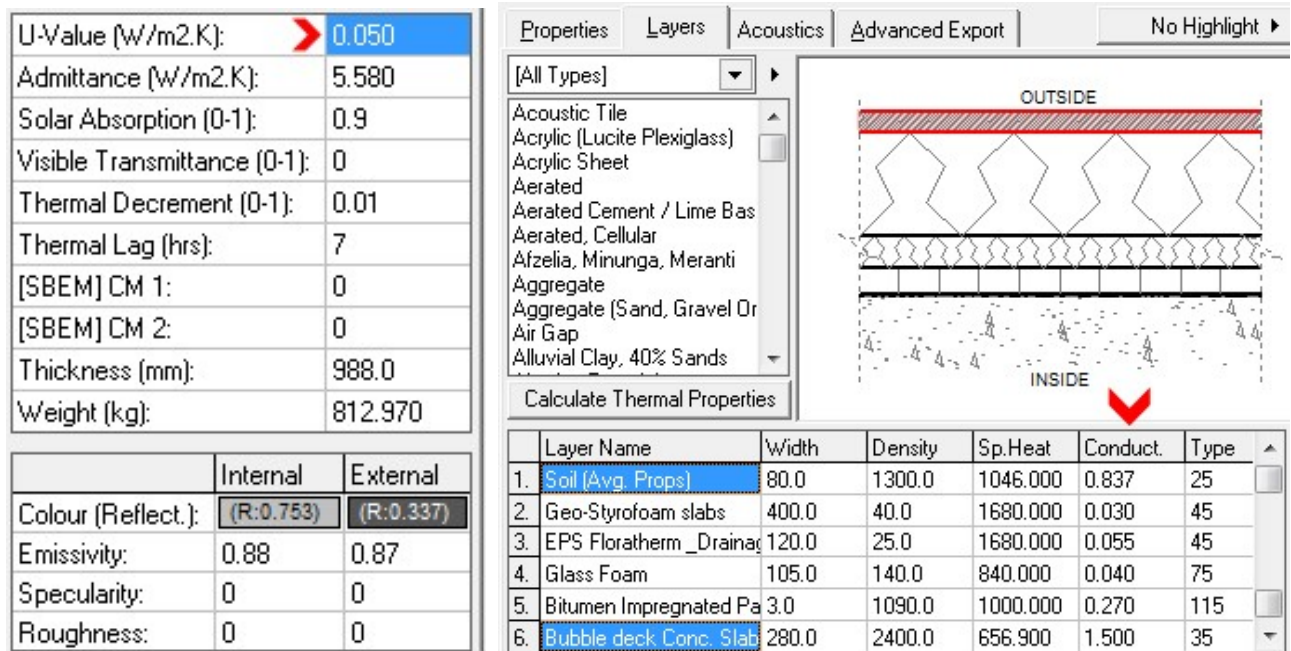 U-Value (W/m2.K): 0.050
Admittance (W/m2.K): 5.580
Solar Absorption (0-1): 0.9
Visible Transmittance (0-1): 0
Thermal Decrement (0-1): 0.01
Thermal Lag (hrs): 7
[SBEM] CM 1: 0
[SBEM] CM 2: 0
Thickness (mm): 988.0
Weight (kg): 812.970
Internal External
Colour (Reflect.): (R:0.753) (R:0.337)
Emissivity: 0.88 0.87
Specularity: 0 0
Roughness: 0 0
Properties Layers Acoustics Advanced Export No Highlight
[All Types]
Acoustic Tile
Acrylic (Lucite Plexiglass)
Acrylic Sheet
Aerated
Aerated Cement / Lime Bas
Aerated, Cellular
Afzelia, Minunga, Meranti
Aggregate
Aggregate (Sand, Gravel Or
Air Gap
Alluvial Clay, 40% Sands
Calculate Thermal Properties
OUTSIDE
INSIDE
Layer Name Width Density Sp.Heat Conduct. Type
1. Soil (Avg. Props) 80.0 1300.0 1046.000 0.837 25
2. Geo-Styrofoam slabs 400.0 40.0 1680.000 0.030 45
3. EPS Floratherm _Drainag 120.0 25.0 1680.000 0.055 45
4. Glass Foam 105.0 140.0 840.000 0.040 75
5. Bitumen Impregnated Pa 3.0 1090.0 1000.000 0.270 115
6. Bubble deck Conc. Slab 280.0 2400.0 656.900 1.500 35